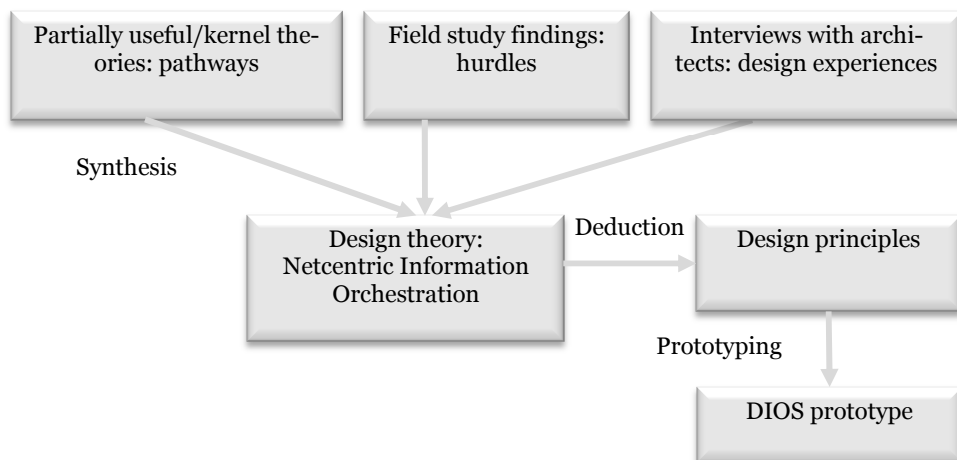 Partially useful/kernel the-
ories: pathways
Field study findings:
hurdles
Interviews with archi-
tects: design experiences
Synthesis
Design theory:
Netcentric Information
Orchestration
Deduction
Design principles
Prototyping
DIOS prototype